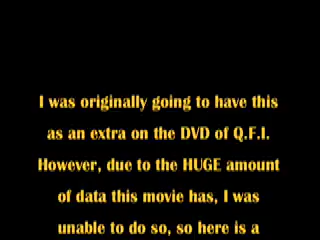 I was originally going to have this
as an extra on the DVD of Q.F.I.
However, due to the HUGE amount
of data this movie has, I was
unable to do so, so here is a